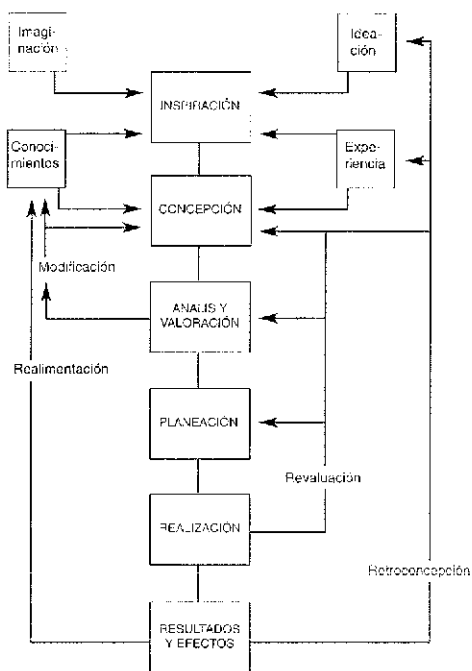 Imagi-
nación
Idea-
ción
INSPIRACIÓN
Conoci-
mientos
Expe-
riencia
CONCEPCIÓN
Modificación
ANALIS Y
VALORACIÓN
Realimentación
PLANEACIÓN
Revaluación
REALIZACIÓN
Retroconcepción
RESULTADOS
Y EFECTOS